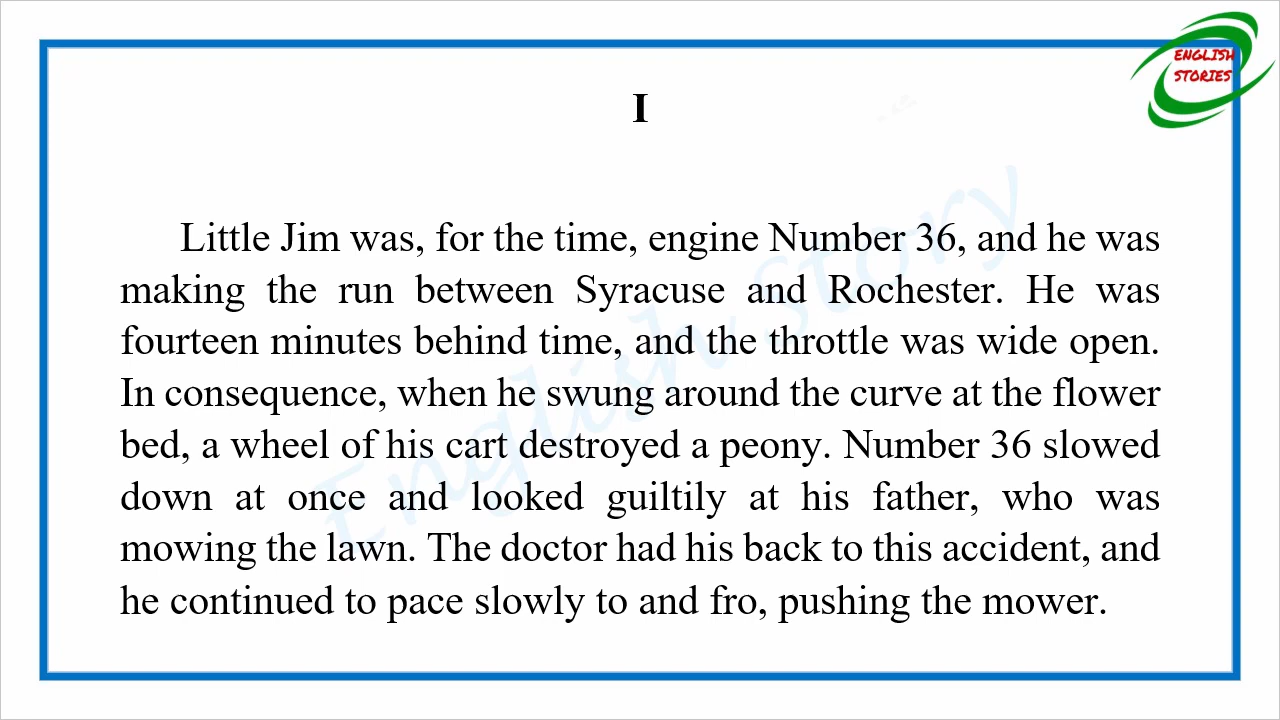 ENGLISH
STORIES
I
Little Jim was, for the time, engine Number 36, and he was
making the run between Syracuse and Rochester. He was
fourteen minutes behind time, and the throttle was wide open.
In consequence, when he swung around the curve at the flower
bed, a wheel of his cart destroyed a peony. Number 36 slowed
down at once and looked guiltily at his father, who was
mowing the lawn. The doctor had his back to this accident, and
he continued to pace slowly to and fro, pushing the mower.
English Story